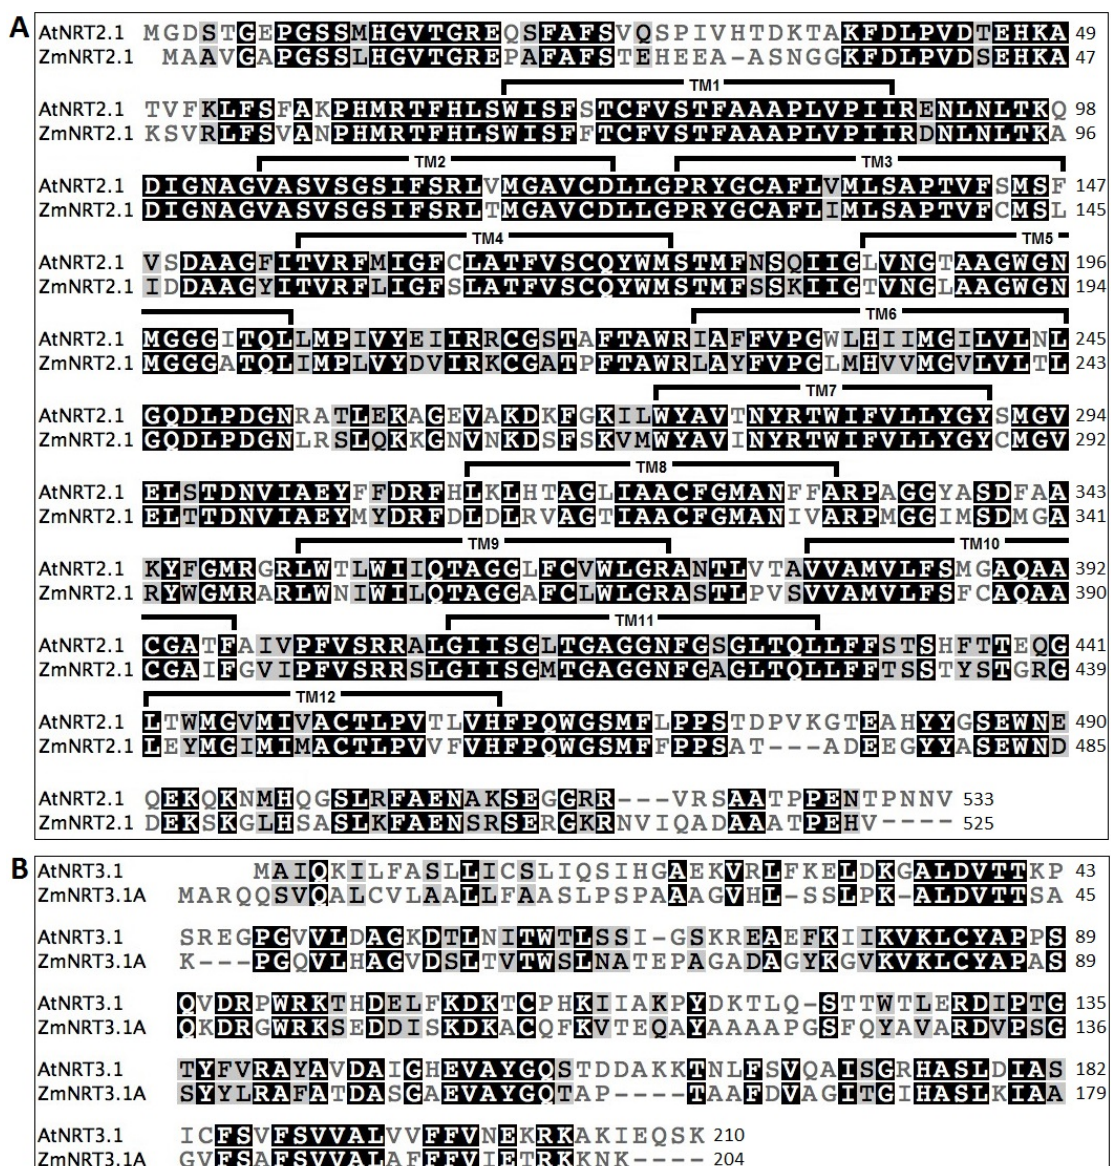 A
AtNRT2.1 MGDSTGEPGSSMHGVTGREQSFAFSVQSPIVHTDKTAKFDLPVDTEHKA 49
ZmNRT2.1 MAAVGAPGSSLHGVTGREPAFAFSTEHEEA-ASNGGKFDLPVDSEHKA 47
TM1
AtNRT2.1 TVFKLFSFAKPHMRTFHLSWISFSTCFVSTFAAAPLVPIIRENLNLTKQ 98
ZmNRT2.1 KSVRLFSVANPHMRTFHLSWISFFTCFVSTFAAAPLVPIIRDNLNLTKA 96
TM2 TM3
AtNRT2.1 DIGNAGVASVSGSIFSRLVMGAVCDLLGPRYGCAFLVMLSAPTVFSMSF 147
ZmNRT2.1 DIGNAGVASVSGSIFSRLTMGAVCDLLGPRYGCAFLIMLSAPTVFCMSL 145
TM4 TM5
AtNRT2.1 VSDAAGFITVRFMIGFCLATFVSCQYWMSTMFNSQIIGLVNGTAAGWGN 196
ZmNRT2.1 IDDAAGYITVRFLIGFSLATFVSCQYWMSTMFSSKIIGTVNGLAAGWGN 194
TM6
AtNRT2.1 MGGGITQLLMPIVYEIIRRCGSTAFTAWRIAFFVPGWLHIIMGILVLNL 245
ZmNRT2.1 MGGGATQLIMPLVYDVIRKCGATPFTAWRLAYFVPGLMHVVMGVLVLTL 243
TM7
AtNRT2.1 GQDLPDGNRATLEKAGEVAKDKFGKILWYAVTNYRTWIFVLLYGYSMGV 294
ZmNRT2.1 GQDLPDGNLRSLQKKGNVNKDSFSKVMWYAVINYRTWIFVLLYGYCMGV 292
TM8
AtNRT2.1 ELSTDNVIAEYFFDRFHLKLHTAGLIAACFGMANFFARPAGGYASDFAA 343
ZmNRT2.1 ELTTDNVIAEYMYDRFDLDLRVAGTIAACFGMANIVARPMGGIMSDMGA 341
TM9 TM10
AtNRT2.1 KYFGMRGRLWTLWIIQTAGGLFCVWLGRANTLVTAVVAMVLFSMGAQAA 392
ZmNRT2.1 RYWGMRARLWNIWILQTAGGAFCLWLGRASTLPVSVVAMVLFSFCAQAA 390
TM11
AtNRT2.1 CGATFAIVPFVSRRALGIISGLTGAGGNFGSGLTQLLFFSTSHFTTEQG 441
ZmNRT2.1 CGAIFGVIPFVSRRSLGIISGMTGAGGNFGAGLTQLLFFTSSTYSTGRG 439
TM12
AtNRT2.1 LTWMGVMIVACTLPVTLVHFPQWGSMFLPPSTDPVKGTEAHYYGSEWNE 490
ZmNRT2.1 LEYMGIMIMACTLPVVFVHFPQWGSMFFPPSAT---ADEEGYYASEWND 485
AtNRT2.1 QEKQKNMHQGSLRFAENAKSEGGRR---VRSAATPPENTPNNV 533
ZmNRT2.1 DEKSKGLHSASLKFAENSRSERGKRNVIQADAAATPEHV---- 525
B
AtNRT3.1 MAIQKILFASLLICSLIQSIHGAEKVRLFKELDKGALDVTTKP 43
ZmNRT3.1A MARQQSVQALCVLAALLFAASLPSPAAAGVHL-SSLPK-ALDVTTSA 45
AtNRT3.1 SREGPGVVLDAGKDTLNITWTLSSI-GSKREAEFKIIKVKLCYAPPS 89
ZmNRT3.1A K---PGQVLHAGVDSLTVTWSLNATEPAGADAGYKGVKVKLCYAPAS 89
AtNRT3.1 QVDRPWRKTHDELFKDKTCPHKIIAKPYDKTLQ-STTWTLERDIPTG 135
ZmNRT3.1A QKDRGWRKSEDDISKDKACQFKVTEQAYAAAAPGSFQYAVARDVPSG 136
AtNRT3.1 TYFVRAYAVDAIGHEVAYGQSTDDAKKTNLFSVQAISGRHASLDIAS 182
ZmNRT3.1A SYYLRAFATDASGAEVAYGQTAP----TAAFDVAGITGIHASLKIAA 179
AtNRT3.1 ICFSVFSVVALVVFFVNEKRKAKIEQSK 210
ZmNRT3.1A GVFSAFSVVALAFFFVIETRKKNK---- 204